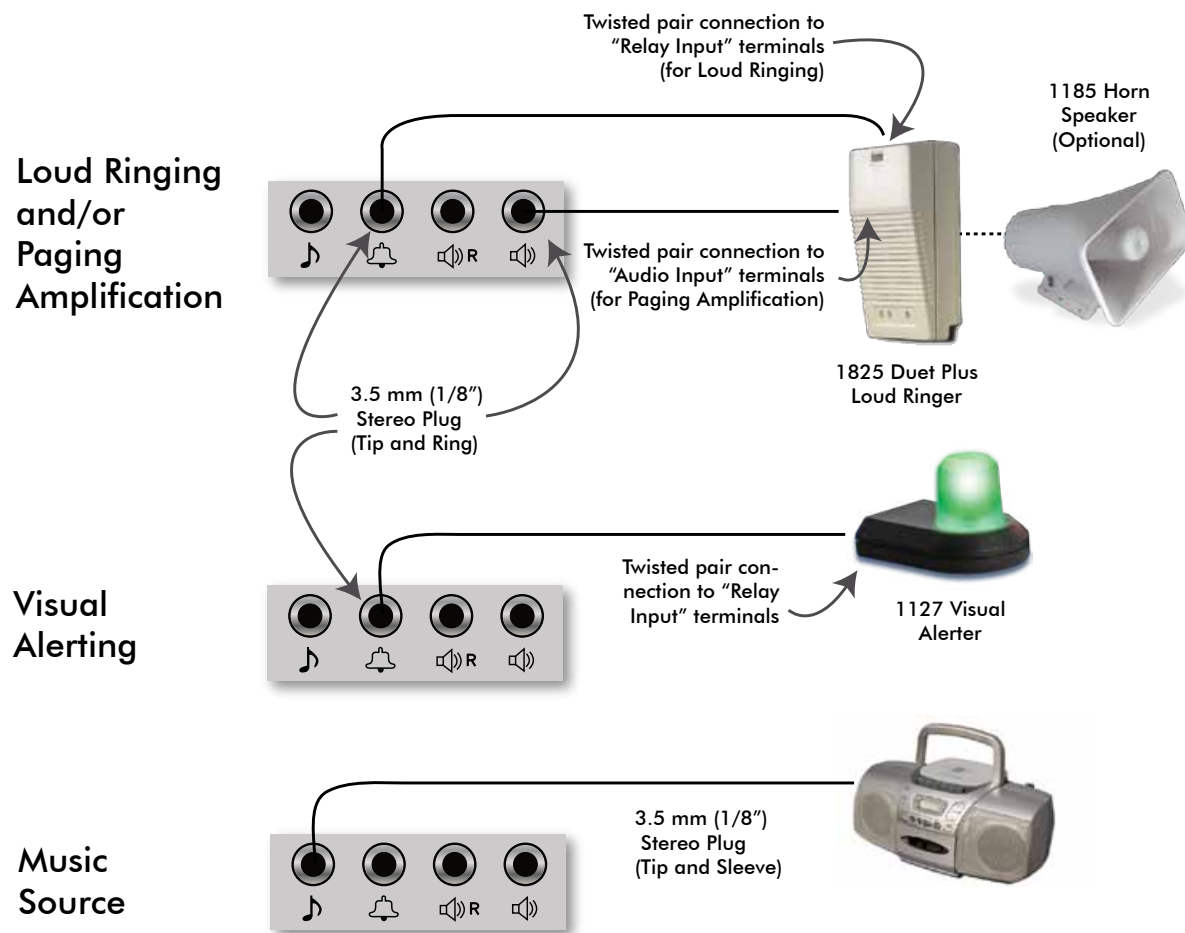 Twisted pair connection to
“Relay Input” terminals
(for Loud Ringing)
1185 Horn
Speaker
(Optional)
Loud Ringing
and/or
Paging
Amplification
R
Twisted pair connection to
“Audio Input” terminals
(for Paging Amplification)
1825 Duet Plus
Loud Ringer
3.5 mm (1/8”)
Stereo Plug
(Tip and Ring)
Visual
Alerting
R
Twisted pair con-
nection to “Relay
Input” terminals
1127 Visual
Alerter
Music
Source
R
3.5 mm (1/8”)
Stereo Plug
(Tip and Sleeve)